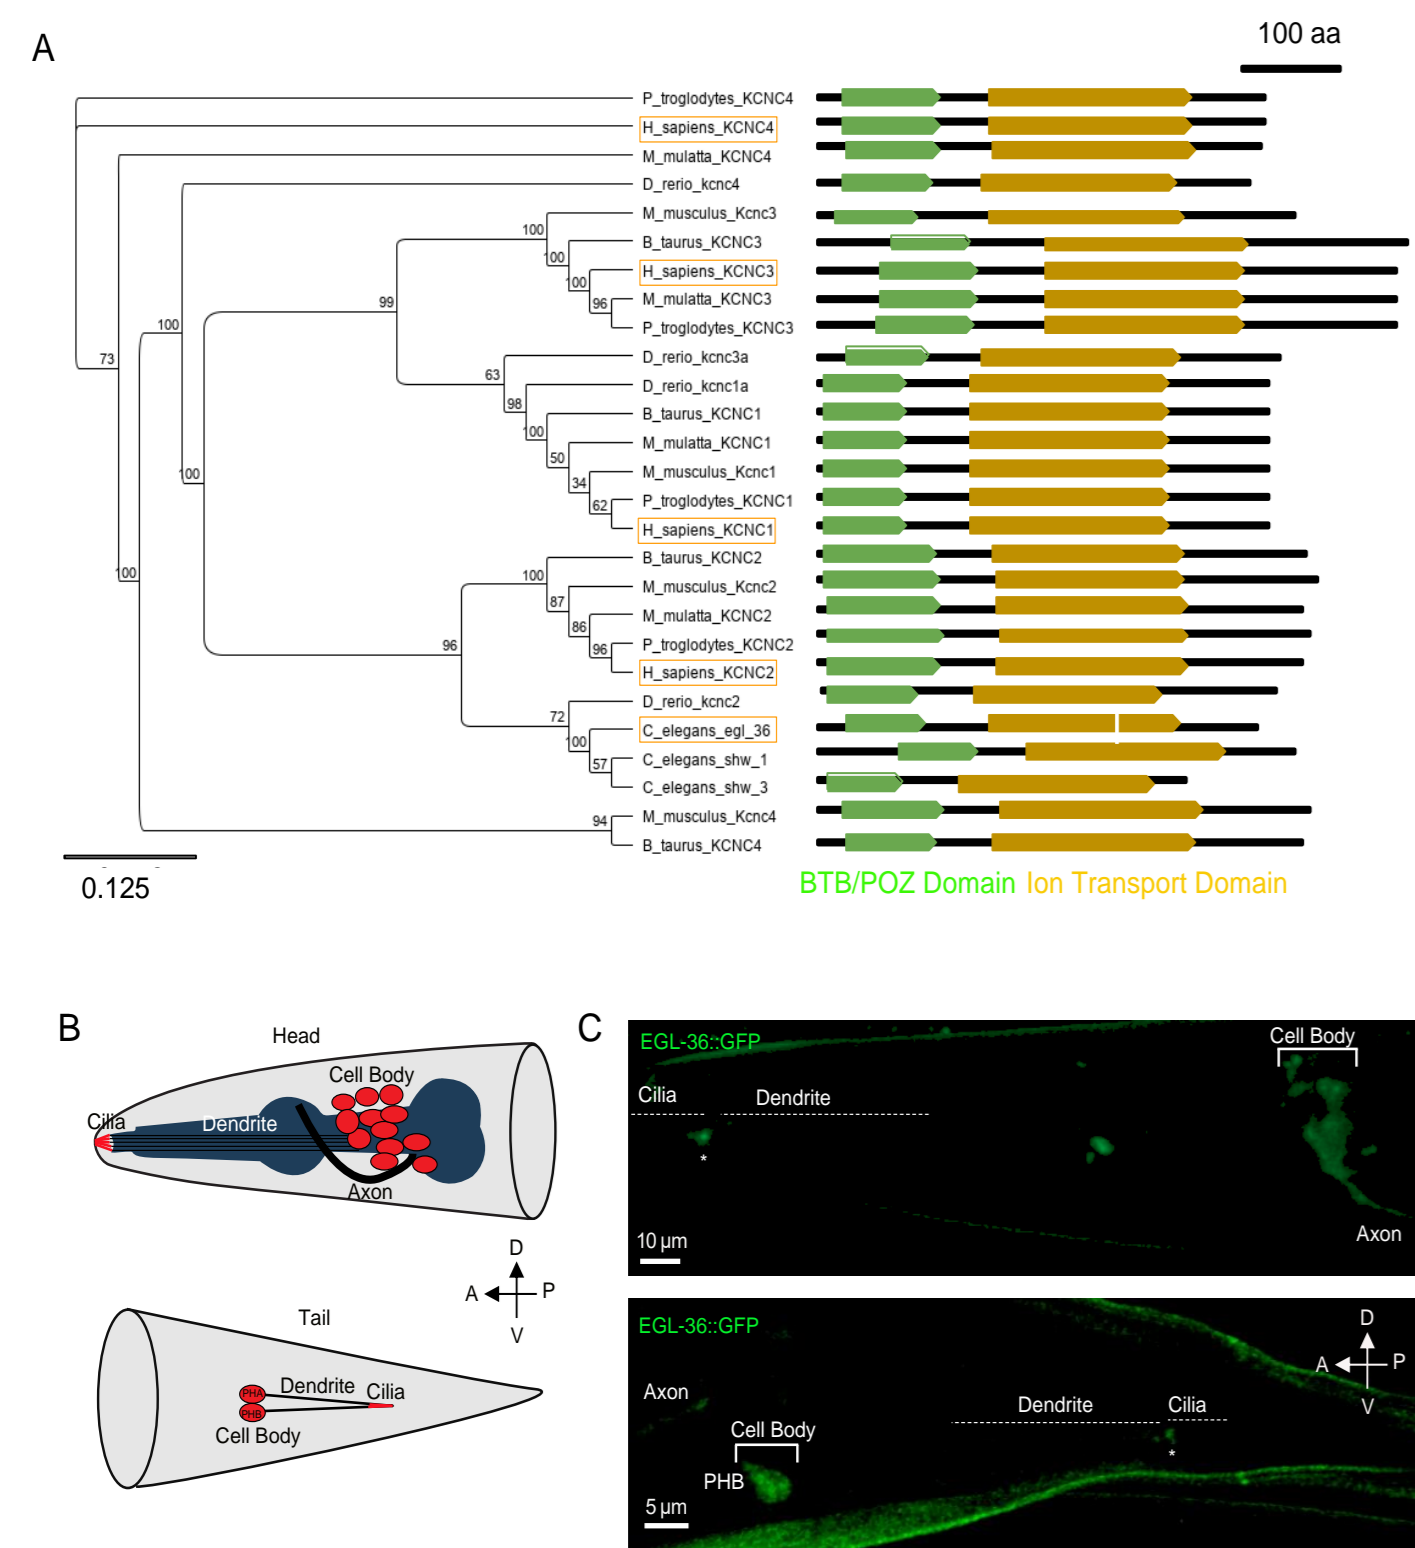 A
100 aa
P_troglodytes_KCNC4
H_sapiens_KCNC4
M_mulatta_KCNC4
D_rerio_kcnc4
M_musculus_Kcnc3
100
B_taurus_KCNC3
100
H_sapiens_KCNC3
100
M_mulatta_KCNC3
99
96
P_troglodytes_KCNC3
100
D_rerio_kcnc3a
73
63
D_rerio_kcnc1a
98
B_taurus_KCNC1
100
M_mulatta_KCNC1
50
M_musculus_Kcnc1
100
34
P_troglodytes_KCNC1
62
H_sapiens_KCNC1
B_taurus_KCNC2
100
100
M_musculus_Kcnc2
87
M_mulatta_KCNC2
86
P_troglodytes_KCNC2
96
96
H_sapiens_KCNC2
D_rerio_kcnc2
72
C_elegans_egl_36
100
C_elegans_shw_1
57
C_elegans_shw_3
M_musculus_Kcnc4
94
B_taurus_KCNC4
0.125
BTB/POZ Domain Ion Transport Domain
B
Head
Cell Body
Cilia
Dendrite
Axon
D
A P
V
Tail
PHA
Dendrite
Cilia
PHB
Cell Body
C
EGL-36::GFP
Cell Body
Cilia
Dendrite
*
Axon
10 µm
EGL-36::GFP
D
A P
V
Axon
Dendrite
Cilia
Cell Body
*
PHB
5 µm